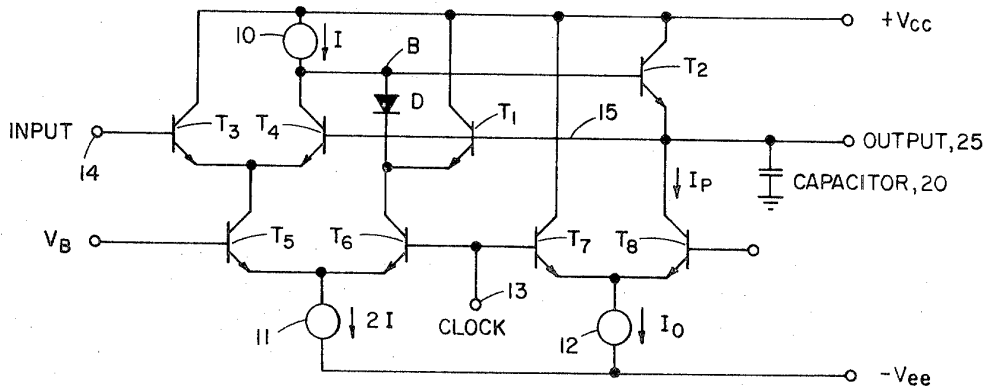 +Vcc
10 I
B
T2
D
INPUT T3 T4 T1 15
14
OUTPUT, 25
IP
CAPACITOR, 20
VB T5 T6 T7 T8
13
CLOCK
11 2I 12 IO
-Vee